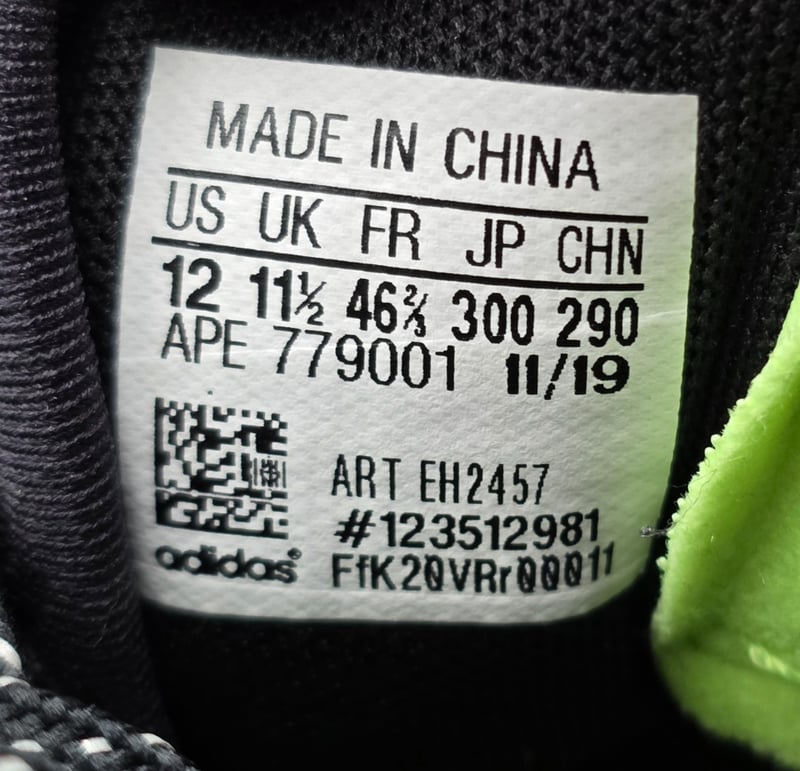 MADE IN CHINA
US UK FR JP CHN
12 11½ 46⅔ 300 290
APE 779001 11/19
ART EH2457
#123512981
adidas® FfK20VRr00011